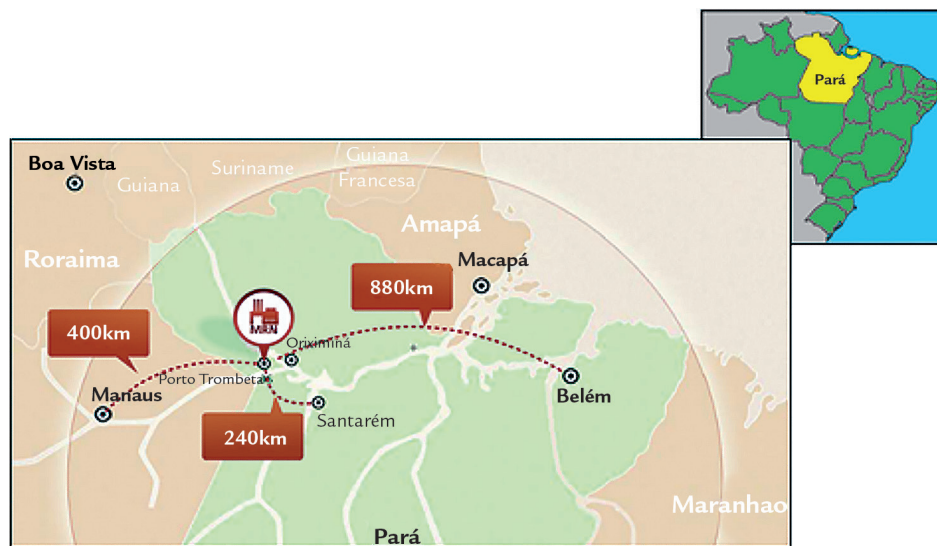 Pará
Boa Vista
Guiana
Suriname
Guiana
Francesa
Amapá
Roraima
Macapá
880km
MRN
400km
Oriximiná
Porto Trombeta
Manaus
Belém
Santarém
240km
Maranhao
Pará